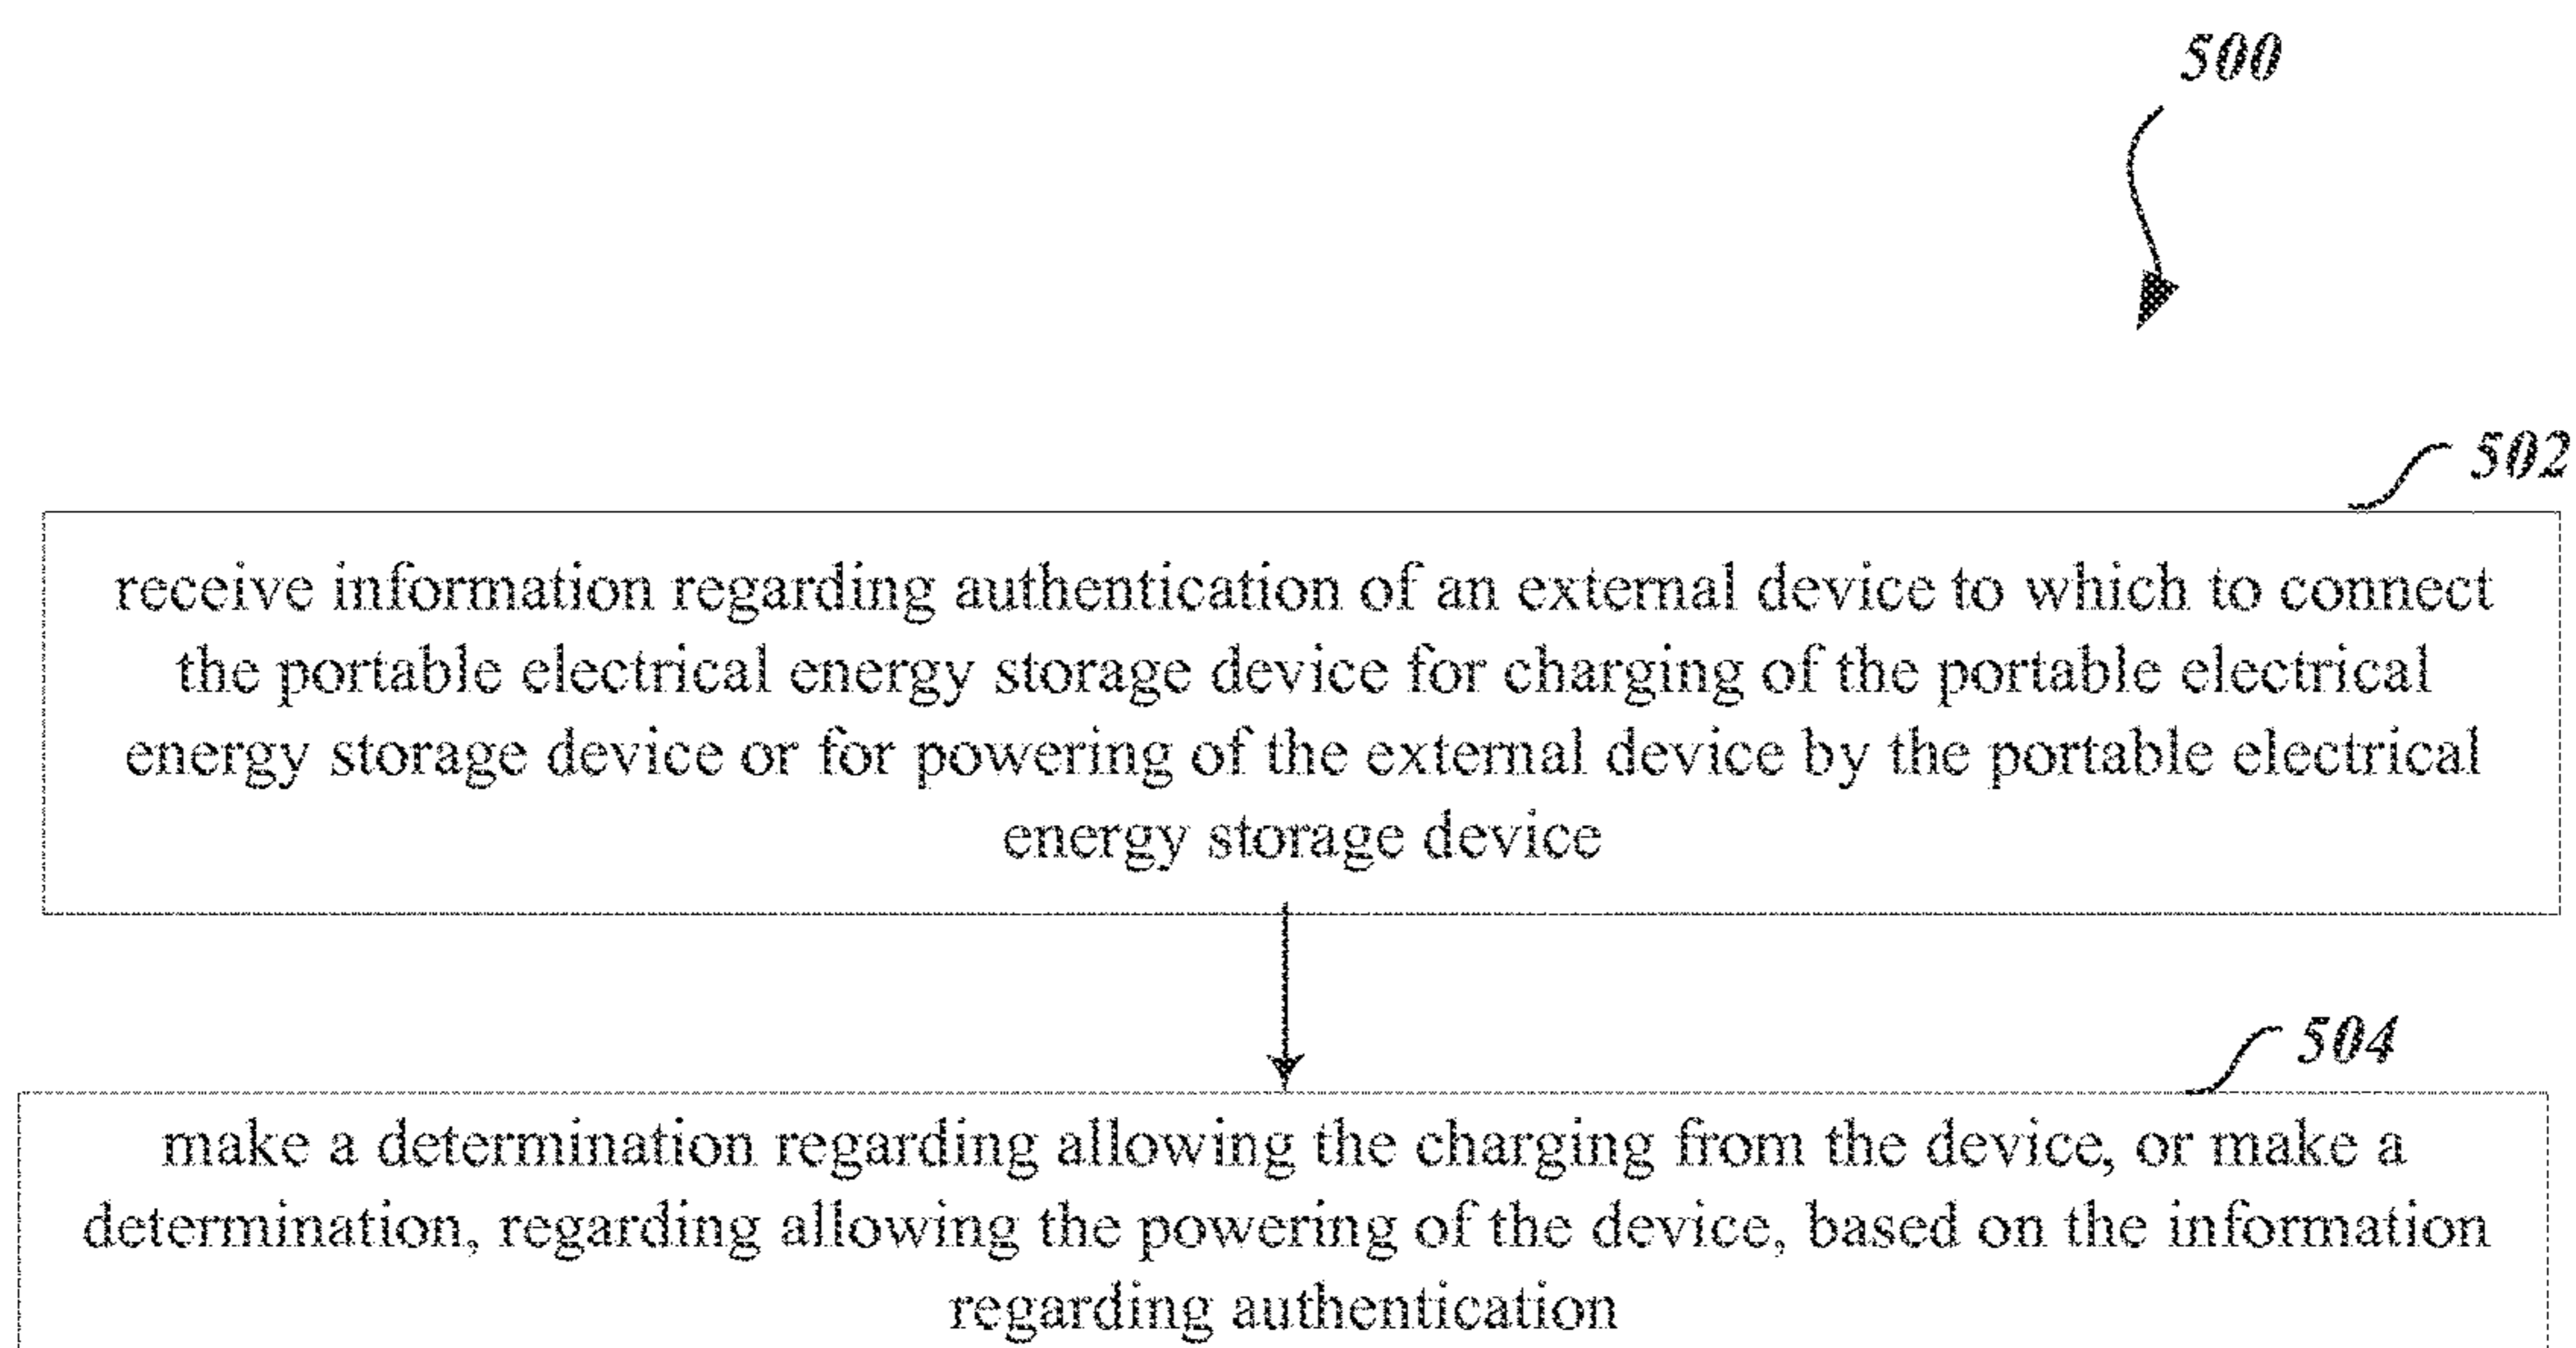 500
502
receive information regarding authentication of an external device to which to connect
the portable electrical energy storage device for charging of the portable electrical
energy storage device or for powering of the external device by the portable electrical
energy storage device
504
make a determination regarding allowing the charging from the device, or make a
determination, regarding allowing the powering of the device, based on the information
regarding authentication